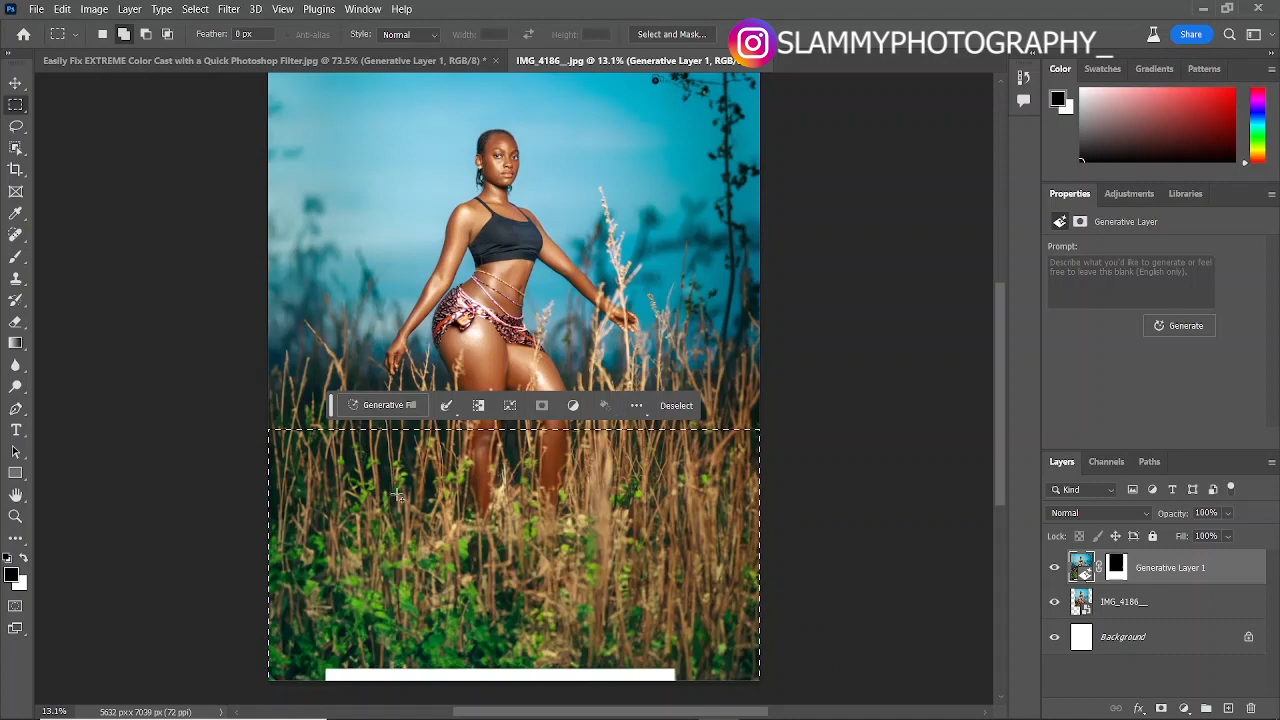 Ps File Edit Image Layer Type Select Filter 3D View Plugins Window Help
Feather: 0 px Style: Normal Width: Height: Select and Mask... SLAMMYPHOTOGRAPHY_ Share
Easily Fix EXTREME Color Cast with a Quick Photoshop Filter.jpg @ 73.5% (Generative Layer 1, RGB/8) * × IMG_4186__.jpg @ 13.1% (Generative Layer 1, RGB/8)
Color Swatches Gradients Patterns
Properties Adjustments Libraries
Generative Layer
Prompt:
Describe what you'd like to generate or feel
free to leave this blank (English only).
Generate
Generative Fill Deselect
Layers Channels Paths
Kind
Normal Opacity: 100%
Lock: Fill: 100%
Generative Layer 1
IMG_4186__
Background
13.1% 5632 px x 7039 px (72 ppi)